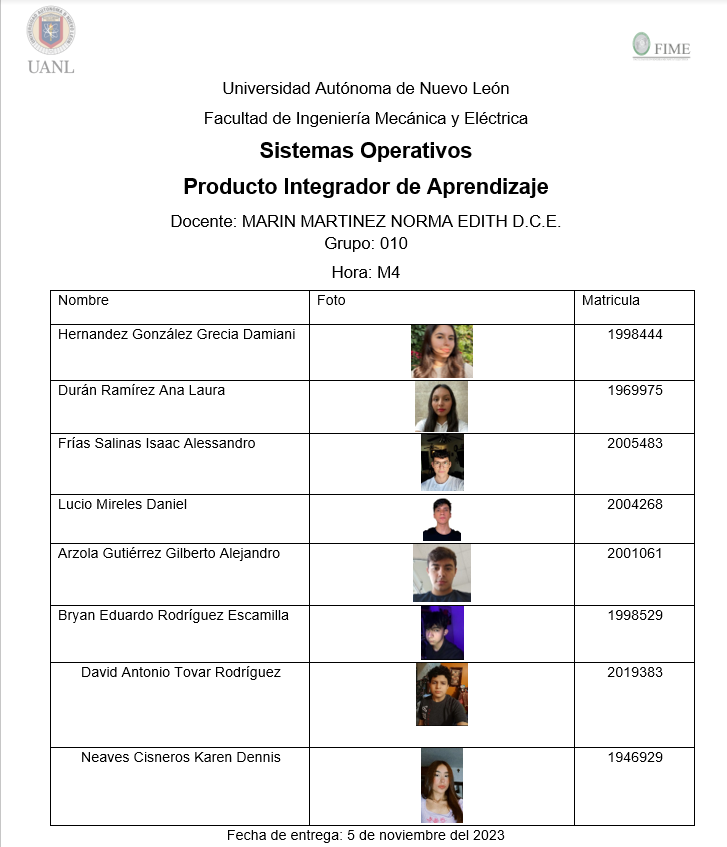 UANL
FIME
Universidad Autónoma de Nuevo León
Facultad de Ingeniería Mecánica y Eléctrica
Sistemas Operativos
Producto Integrador de Aprendizaje
Docente: MARIN MARTINEZ NORMA EDITH D.C.E.
Grupo: 010
Hora: M4
Nombre Foto Matricula
Hernandez González Grecia Damiani 1998444
Durán Ramírez Ana Laura 1969975
Frías Salinas Isaac Alessandro 2005483
Lucio Mireles Daniel 2004268
Arzola Gutiérrez Gilberto Alejandro 2001061
Bryan Eduardo Rodríguez Escamilla 1998529
David Antonio Tovar Rodríguez 2019383
Neaves Cisneros Karen Dennis 1946929
Fecha de entrega: 5 de noviembre del 2023